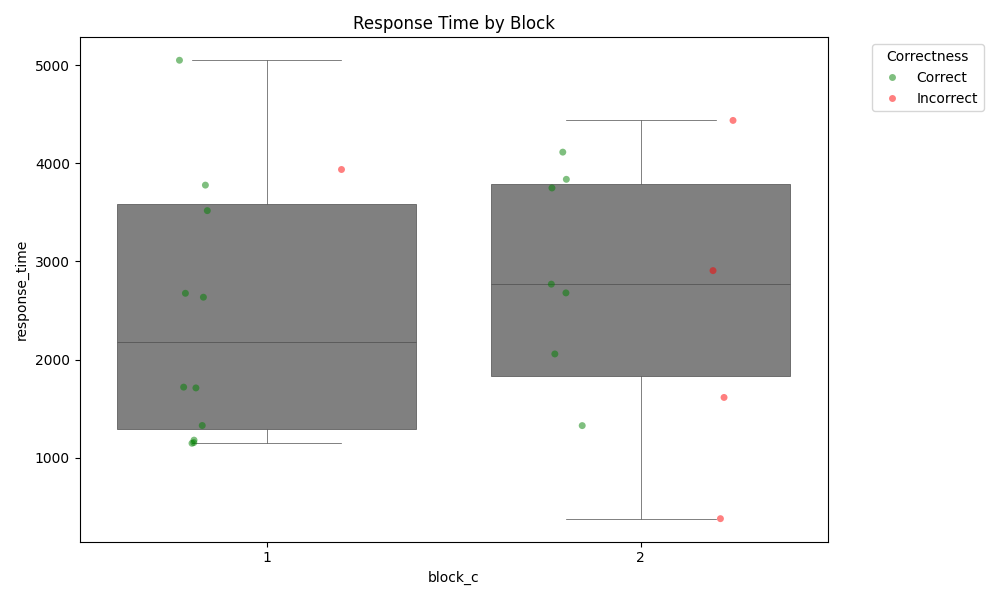 Response Time by Block
Correctness
Correct
Incorrect
response_time
5000
4000
3000
2000
1000
1
2
block_c